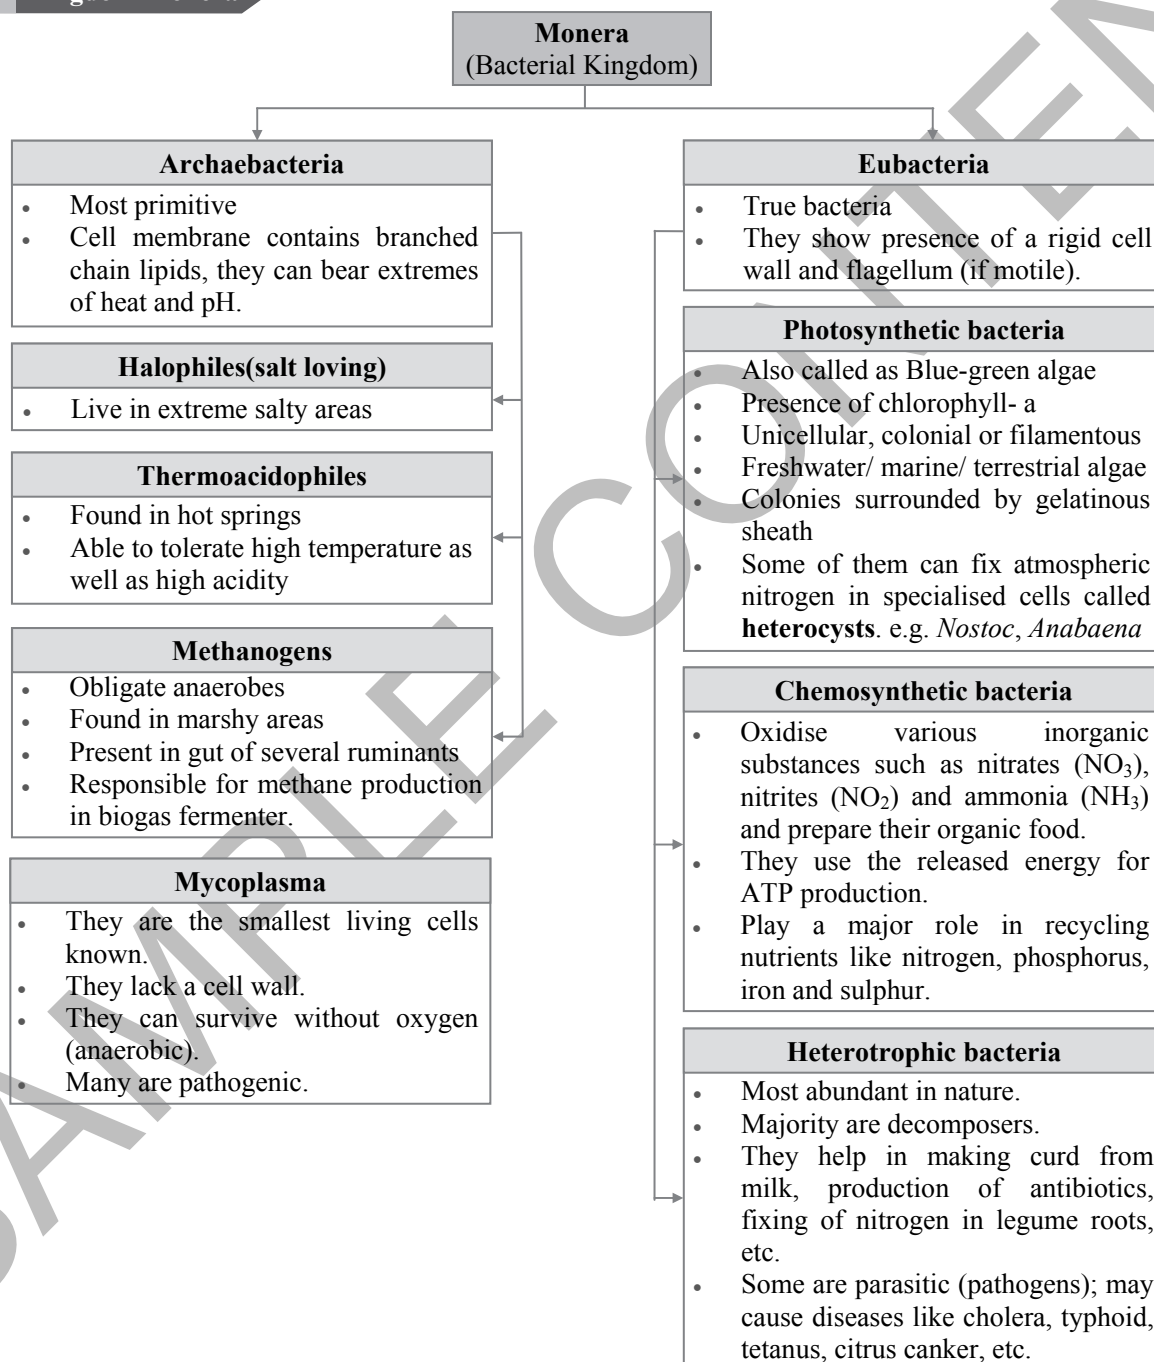 Monera
(Bacterial Kingdom)
Archaebacteria
• Most primitive
• Cell membrane contains branched
chain lipids, they can bear extremes
of heat and pH.
Halophiles(salt loving)
• Live in extreme salty areas
Thermoacidophiles
• Found in hot springs
• Able to tolerate high temperature as
well as high acidity
Methanogens
• Obligate anaerobes
• Found in marshy areas
• Present in gut of several ruminants
• Responsible for methane production
in biogas fermenter.
Mycoplasma
• They are the smallest living cells
known.
• They lack a cell wall.
• They can survive without oxygen
(anaerobic).
• Many are pathogenic.
Eubacteria
• True bacteria
• They show presence of a rigid cell
wall and flagellum (if motile).
Photosynthetic bacteria
• Also called as Blue-green algae
• Presence of chlorophyll- a
• Unicellular, colonial or filamentous
• Freshwater/ marine/ terrestrial algae
• Colonies surrounded by gelatinous
sheath
• Some of them can fix atmospheric
nitrogen in specialised cells called
heterocysts. e.g. Nostoc, Anabaena
Chemosynthetic bacteria
• Oxidise various inorganic
substances such as nitrates (NO₃),
nitrites (NO₂) and ammonia (NH₃)
and prepare their organic food.
• They use the released energy for
ATP production.
• Play a major role in recycling
nutrients like nitrogen, phosphorus,
iron and sulphur.
Heterotrophic bacteria
• Most abundant in nature.
• Majority are decomposers.
• They help in making curd from
milk, production of antibiotics,
fixing of nitrogen in legume roots,
etc.
• Some are parasitic (pathogens); may
cause diseases like cholera, typhoid,
tetanus, citrus canker, etc.
SAMPLE CONTEN